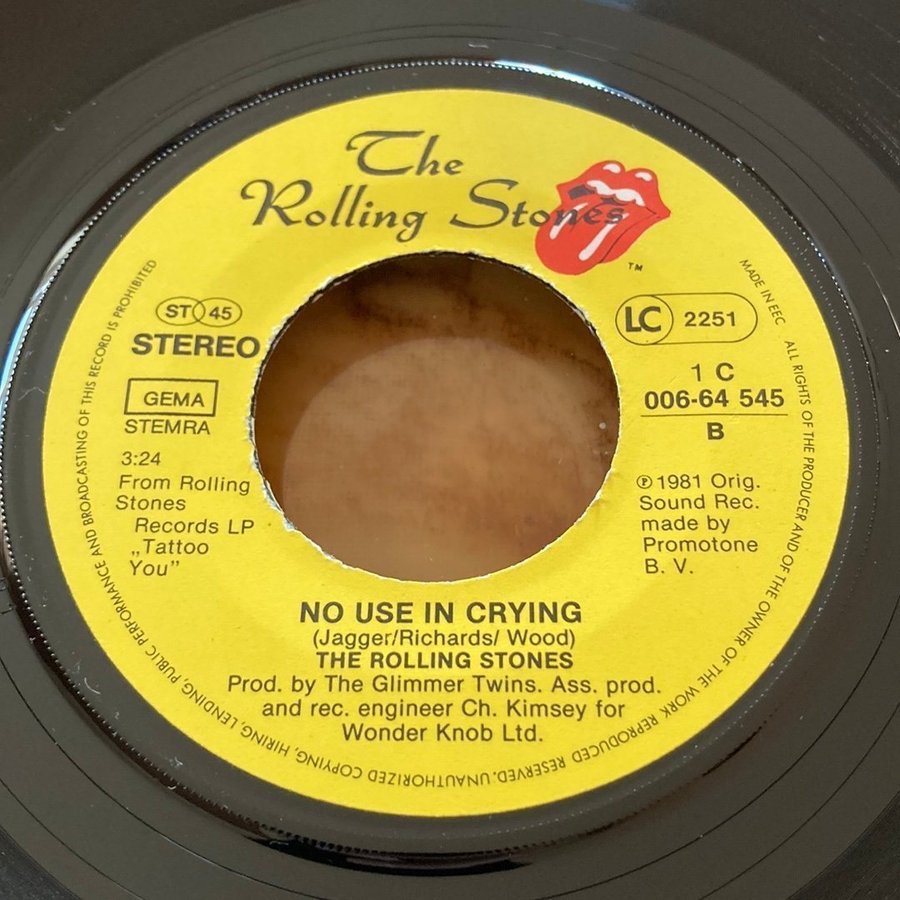 The
Rolling Stones
TM
ST 45
STEREO
GEMA
STEMRA
3:24
From Rolling
Stones
Records LP
„Tattoo
You"
LC 2251
1 C
006-64 545
B
℗ 1981 Orig.
Sound Rec.
made by
Promotone
B. V.
NO USE IN CRYING
(Jagger/Richards/ Wood)
THE ROLLING STONES
Prod. by The Glimmer Twins. Ass. prod.
and rec. engineer Ch. Kimsey for
Wonder Knob Ltd.
MADE IN EEC ALL RIGHTS OF THE PRODUCER AND OF THE OWNER OF THE WORK REPRODUCED RESERVED. UNAUTHORIZED COPYING, HIRING, LENDING, PUBLIC PERFORMANCE AND BROADCASTING OF THIS RECORD IS PROHIBITED